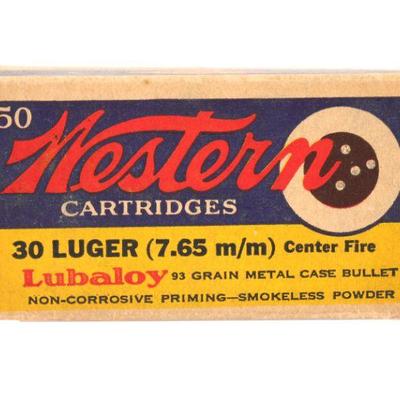 50
Western
CARTRIDGES
30 LUGER (7.65 m/m) Center Fire
Lubaloy 93 GRAIN METAL CASE BULLET
NON-CORROSIVE PRIMING—SMOKELESS POWDER